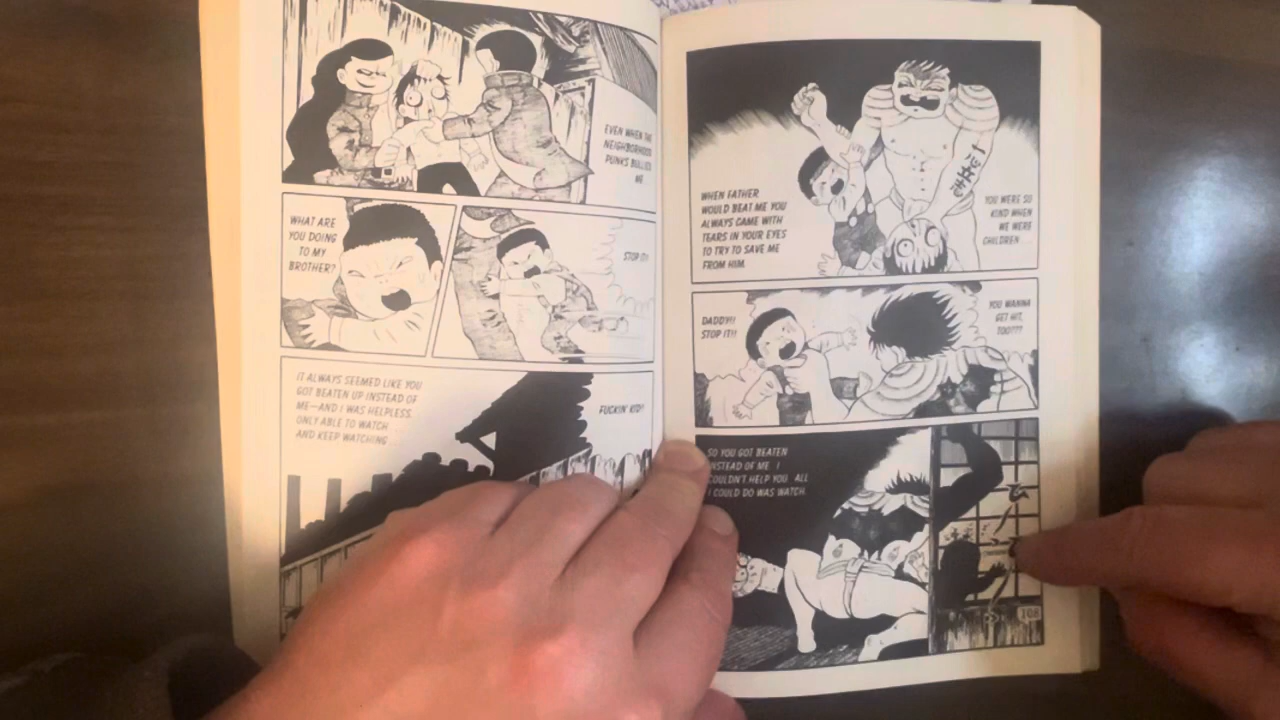 EVEN WHEN THE
NEIGHBORHOOD
PUNKS BULLIED
ME
WHAT ARE
YOU DOING
TO MY
BROTHER?
STOP IT!!
IT ALWAYS SEEMED LIKE YOU
GOT BEATEN UP INSTEAD OF
ME—AND I WAS HELPLESS.
ONLY ABLE TO WATCH
AND KEEP WATCHING
FUCKIN' KID!!
WHEN FATHER
WOULD BEAT ME YOU
ALWAYS CAME WITH
TEARS IN YOUR EYES
TO TRY TO SAVE ME
FROM HIM.
YOU WERE SO
KIND WHEN
WE WERE
CHILDREN
DADDY!!
STOP IT!!
YOU WANNA
GET HIT,
TOO???
SO YOU GOT BEATEN
INSTEAD OF ME. I
COULDN'T HELP YOU. ALL
I COULD DO WAS WATCH.
108